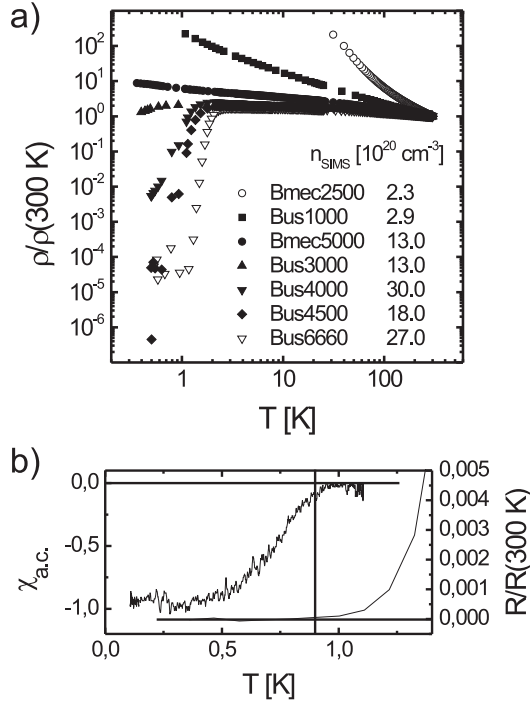 a)
10²
10¹
10⁰
10⁻¹
10⁻²
10⁻³
10⁻⁴
10⁻⁵
10⁻⁶
ρ/ρ(300 K)
n_SIMS [10²⁰ cm⁻³]
Bmec2500 2.3
Bus1000 2.9
Bmec5000 13.0
Bus3000 13.0
Bus4000 30.0
Bus4500 18.0
Bus6660 27.0
1 10 100
T [K]
b)
0,0
-0,5
-1,0
χ_a.c.
0,005
0,004
0,003
0,002
0,001
0,000
R/R(300 K)
0,0 0,5 1,0
T [K]